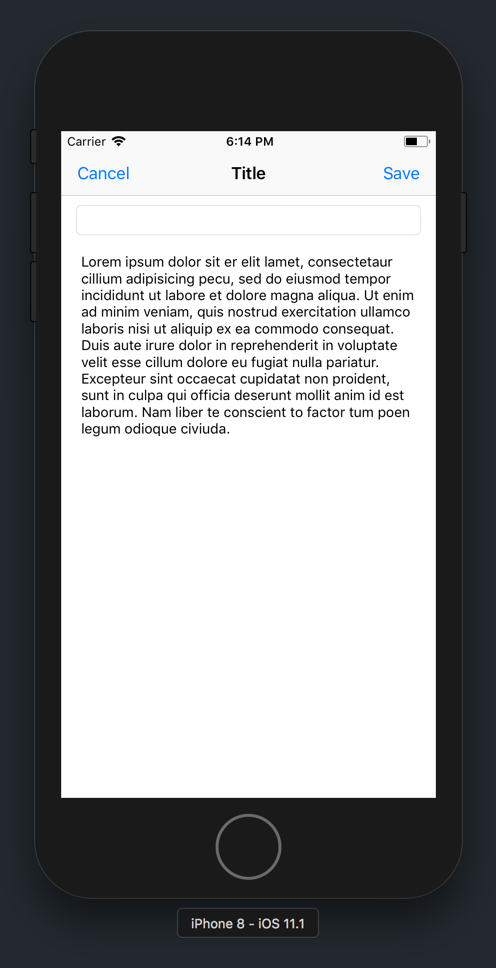 Carrier 6:14 PM
Cancel Title Save
Lorem ipsum dolor sit er elit lamet, consectetaur
cillium adipisicing pecu, sed do eiusmod tempor
incididunt ut labore et dolore magna aliqua. Ut enim
ad minim veniam, quis nostrud exercitation ullamco
laboris nisi ut aliquip ex ea commodo consequat.
Duis aute irure dolor in reprehenderit in voluptate
velit esse cillum dolore eu fugiat nulla pariatur.
Excepteur sint occaecat cupidatat non proident,
sunt in culpa qui officia deserunt mollit anim id est
laborum. Nam liber te conscient to factor tum poen
legum odioque civiuda.
iPhone 8 - iOS 11.1